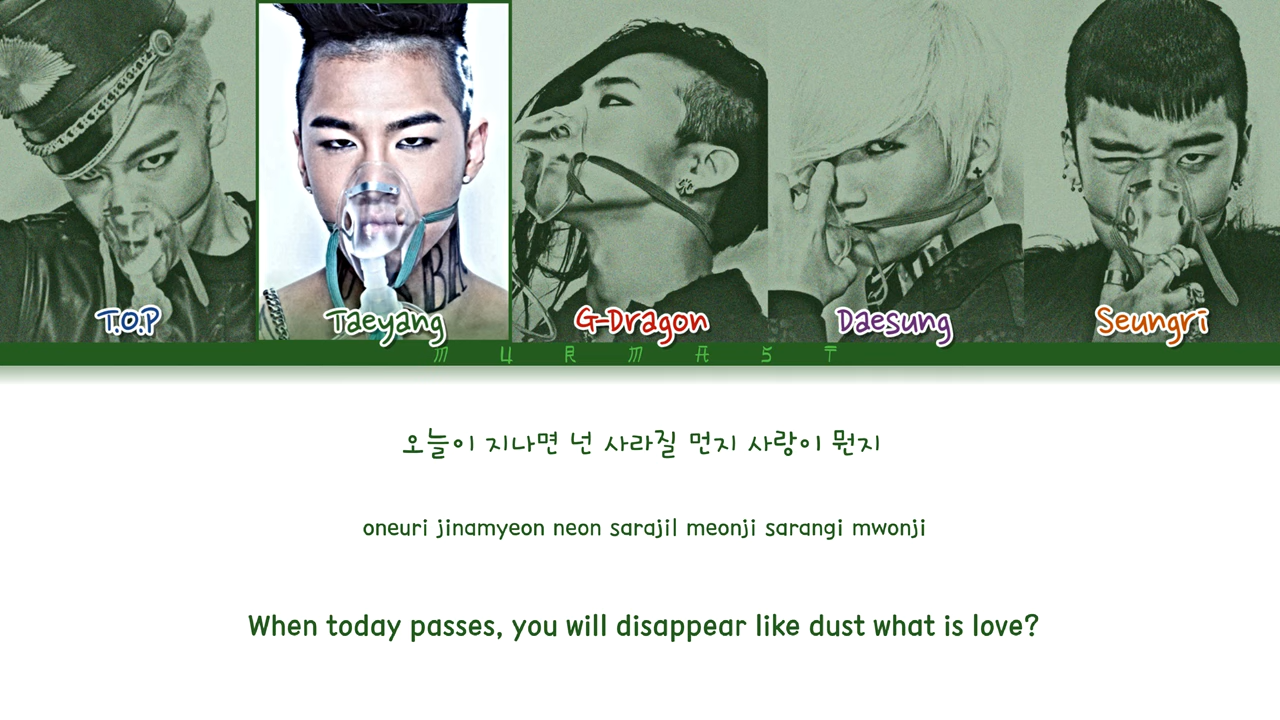 T.O.P Taeyang G-Dragon Daesung Seungri
M U R M A S T
오늘이 지나면 넌 사라질 먼지 사랑이 뭔지
oneuri jinamyeon neon sarajil meonji sarangi mwonji
When today passes, you will disappear like dust what is love?